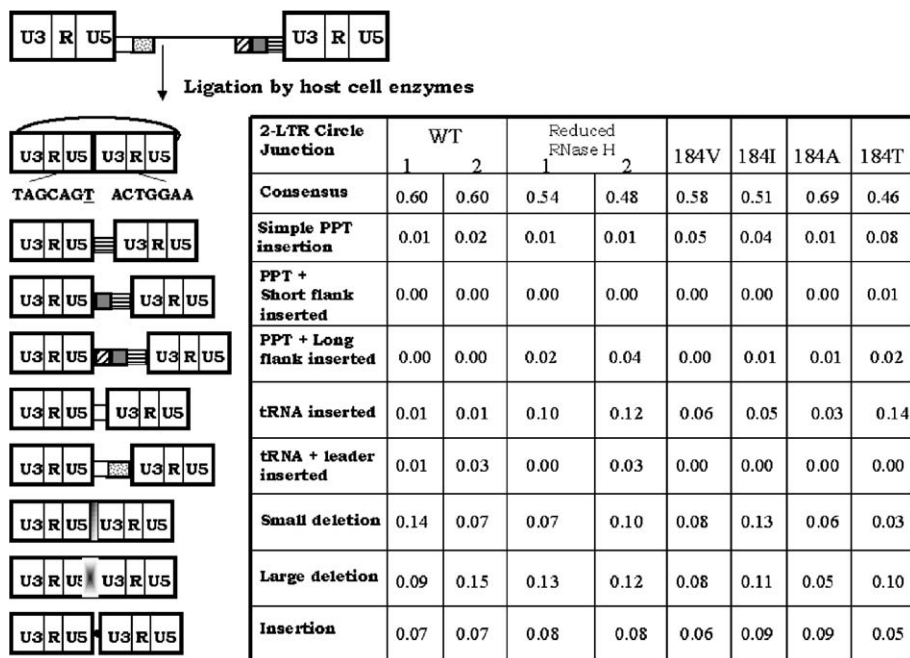 U3 R U5 U3 R U5
Ligation by host cell enzymes
U3 R U5 U3 R U5
TAGCAGT ACTGGAA
U3 R U5 U3 R U5
U3 R U5 U3 R U5
U3 R U5 U3 R U5
U3 R U5 U3 R U5
U3 R U5 U3 R U5
U3 R U5 U3 R U5
U3 R U5 U3 R U5
U3 R U5 U3 R U5
2-LTR Circle Junction WT 1 2 Reduced RNase H 1 2 184V 184I 184A 184T
Consensus 0.60 0.60 0.54 0.48 0.58 0.51 0.69 0.46
Simple PPT insertion 0.01 0.02 0.01 0.01 0.05 0.04 0.01 0.08
PPT + Short flank inserted 0.00 0.00 0.00 0.00 0.00 0.00 0.00 0.01
PPT + Long flank inserted 0.00 0.00 0.02 0.04 0.00 0.01 0.01 0.02
tRNA inserted 0.01 0.01 0.10 0.12 0.06 0.05 0.03 0.14
tRNA + leader inserted 0.01 0.03 0.00 0.03 0.00 0.00 0.00 0.00
Small deletion 0.14 0.07 0.07 0.10 0.08 0.13 0.06 0.03
Large deletion 0.09 0.15 0.13 0.12 0.08 0.11 0.05 0.10
Insertion 0.07 0.07 0.08 0.08 0.06 0.09 0.09 0.05